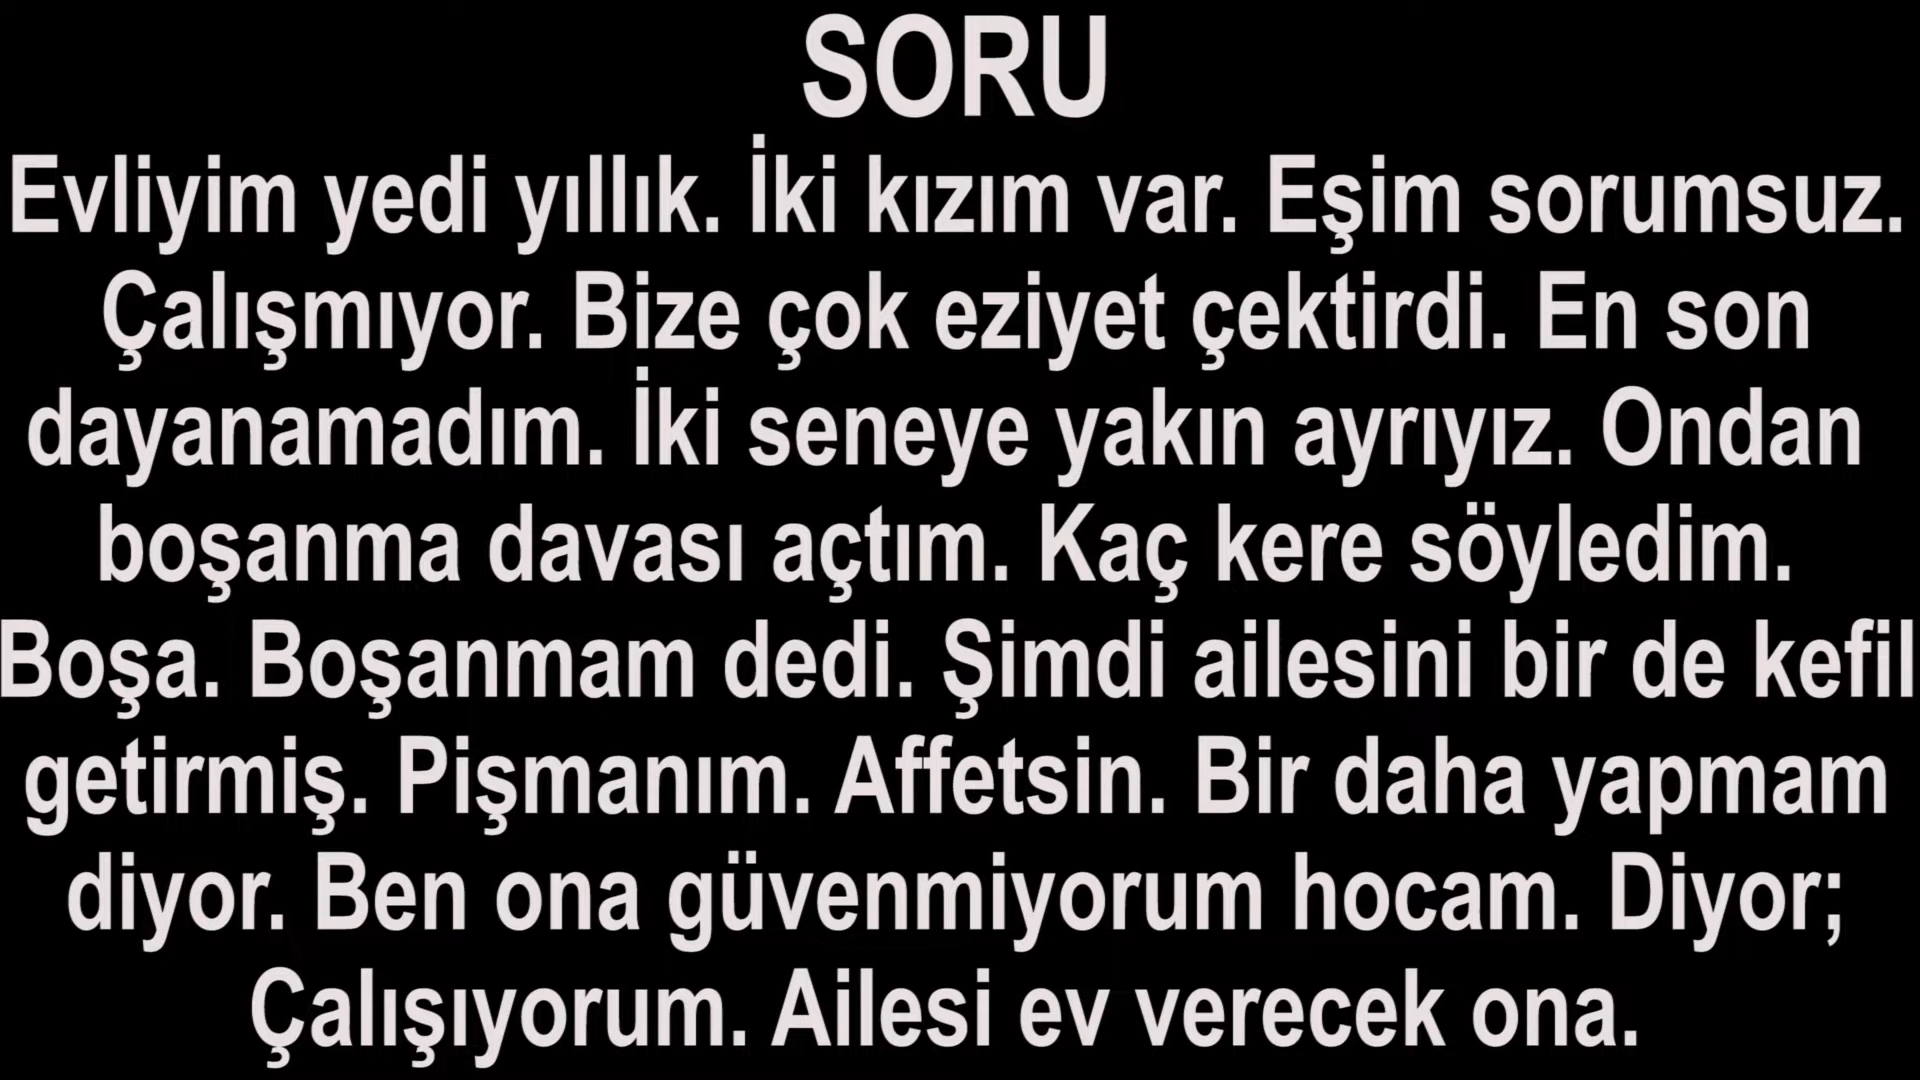 SORU
Evliyim yedi yıllık. İki kızım var. Eşim sorumsuz.
Çalışmıyor. Bize çok eziyet çektirdi. En son
dayanamadım. İki seneye yakın ayrıyız. Ondan
boşanma davası açtım. Kaç kere söyledim.
Boşa. Boşanmam dedi. Şimdi ailesini bir de kefil
getirmiş. Pişmanım. Affetsin. Bir daha yapmam
diyor. Ben ona güvenmiyorum hocam. Diyor;
Çalışıyorum. Ailesi ev verecek ona.